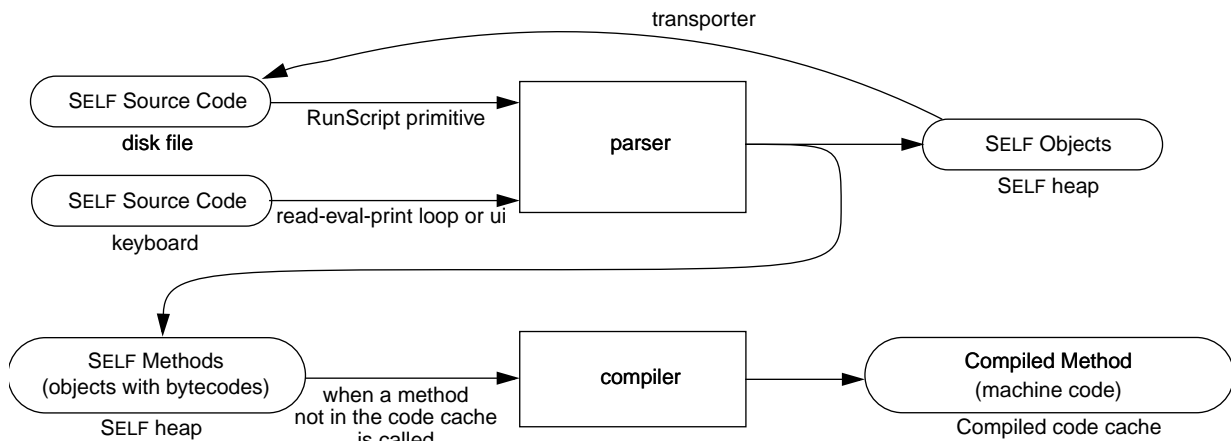 transporter
SELF Source Code
RunScript primitive
disk file
parser
SELF Objects
SELF heap
SELF Source Code
read-eval-print loop or ui
keyboard
SELF Methods
(objects with bytecodes)
SELF heap
when a method
not in the code cache
is called
compiler
Compiled Method
(machine code)
Compiled code cache